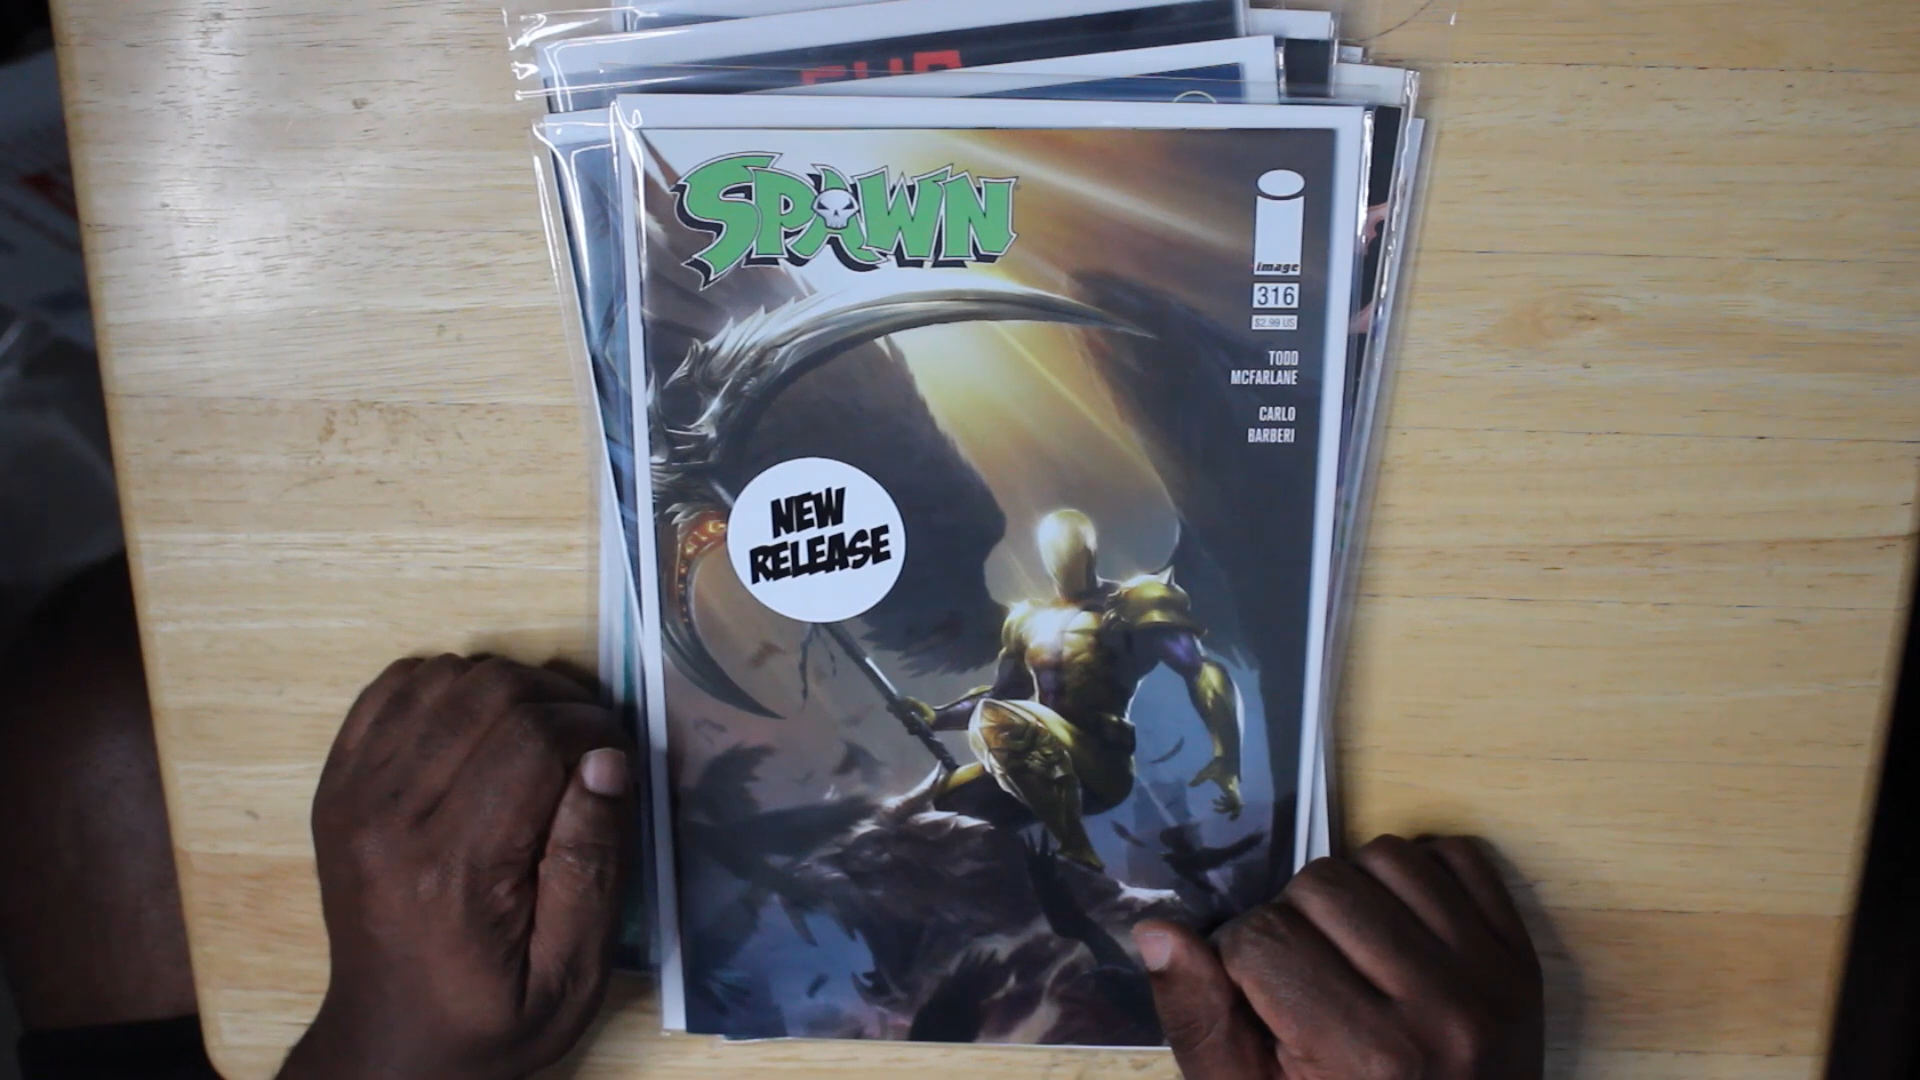 SPAWN
image
316
$2.99 US
TODD
MCFARLANE
CARLO
BARBERI
NEW
RELEASE